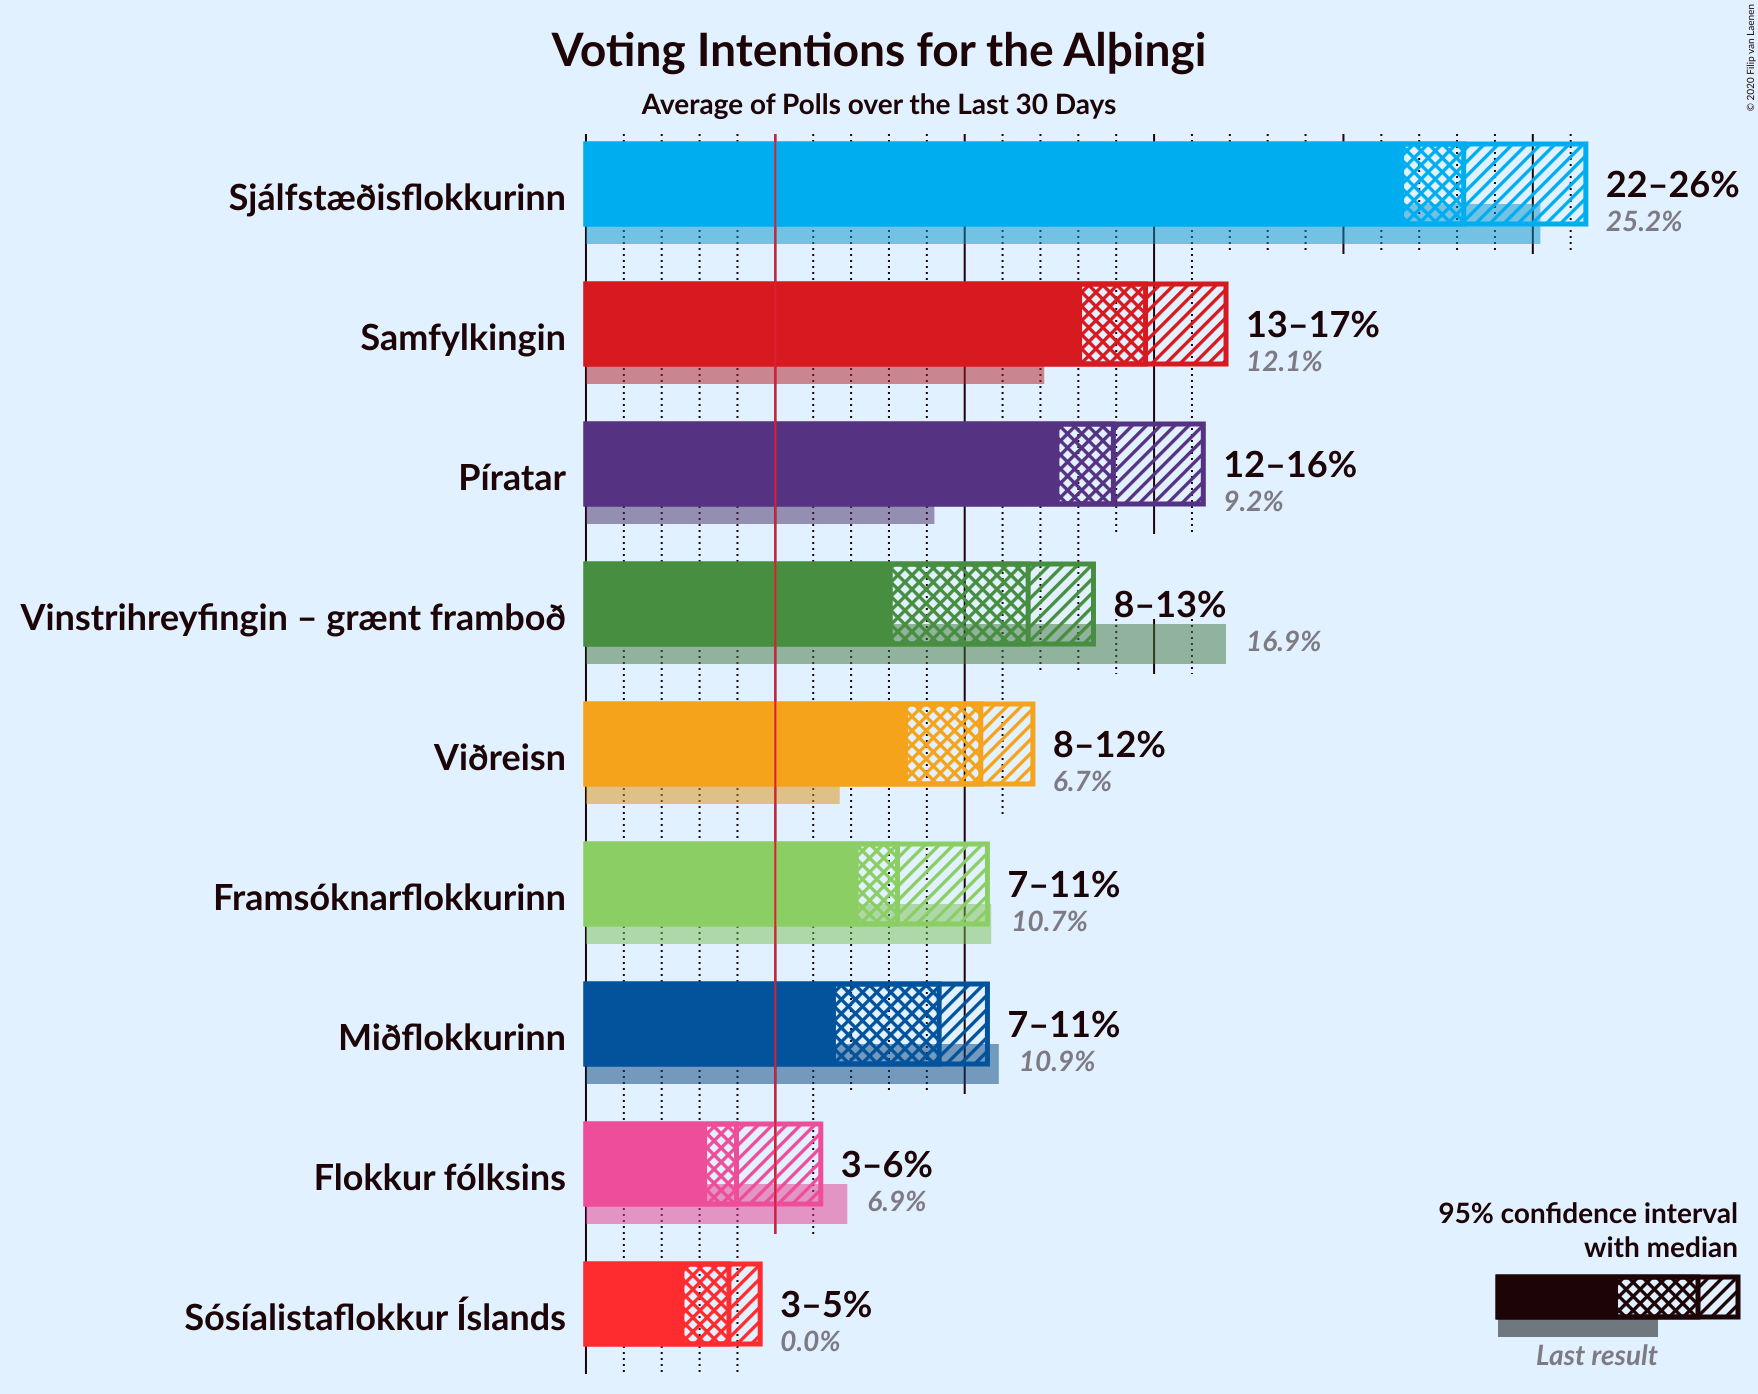 Voting Intentions for the Alþingi
Average of Polls over the Last 30 Days
© 2020 Filip van Laenen
Sjálfstæðisflokkurinn
22–26%
25.2%
Samfylkingin
13–17%
12.1%
Píratar
12–16%
9.2%
Vinstrihreyfingin – grænt framboð
8–13%
16.9%
Viðreisn
8–12%
6.7%
Framsóknarflokkurinn
7–11%
10.7%
Miðflokkurinn
7–11%
10.9%
Flokkur fólksins
3–6%
6.9%
Sósíalistaflokkur Íslands
3–5%
0.0%
95% confidence interval
with median
Last result